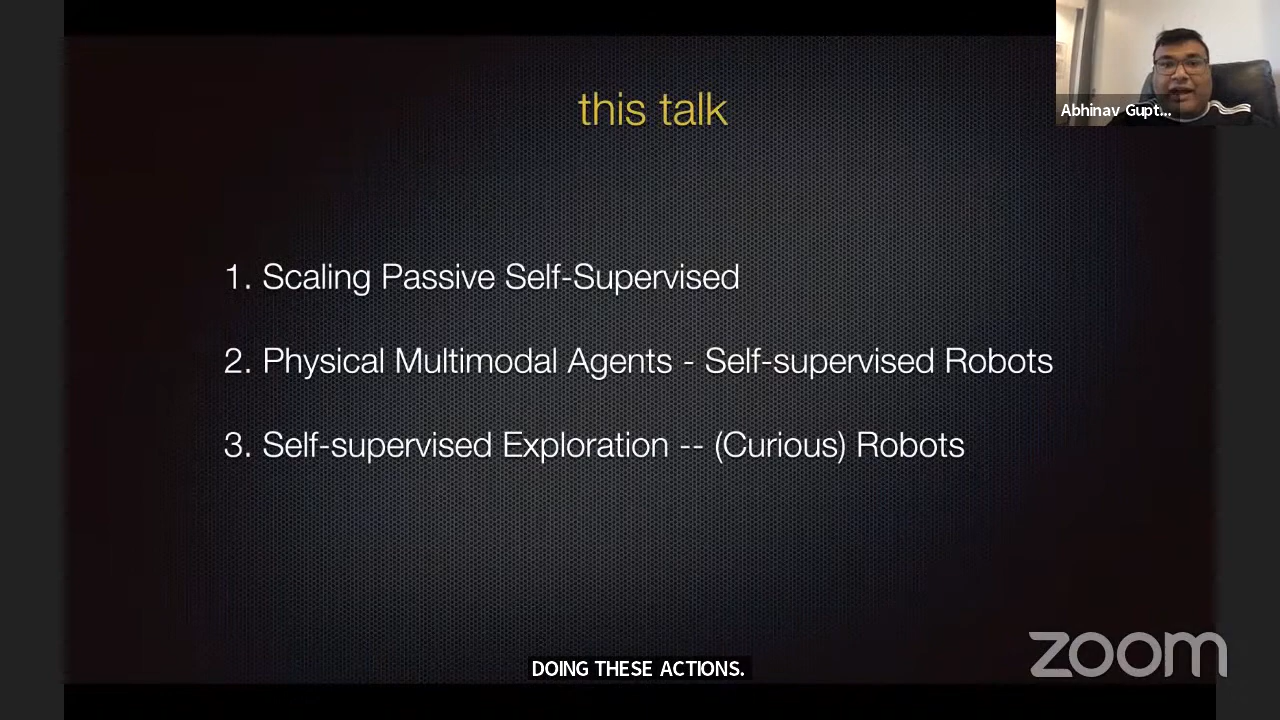 this talk
Abhinav Gupt...
1. Scaling Passive Self-Supervised
2. Physical Multimodal Agents - Self-supervised Robots
3. Self-supervised Exploration -- (Curious) Robots
zoom
DOING THESE ACTIONS.